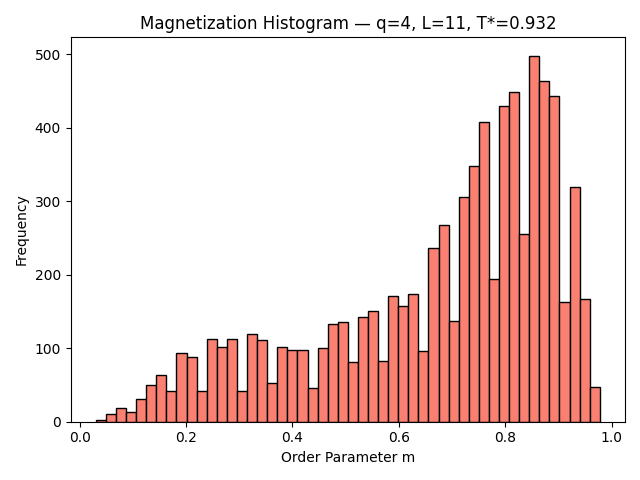 Magnetization Histogram — q=4, L=11, T*=0.932
500
400
300
200
100
0
Frequency
0.0 0.2 0.4 0.6 0.8 1.0
Order Parameter m